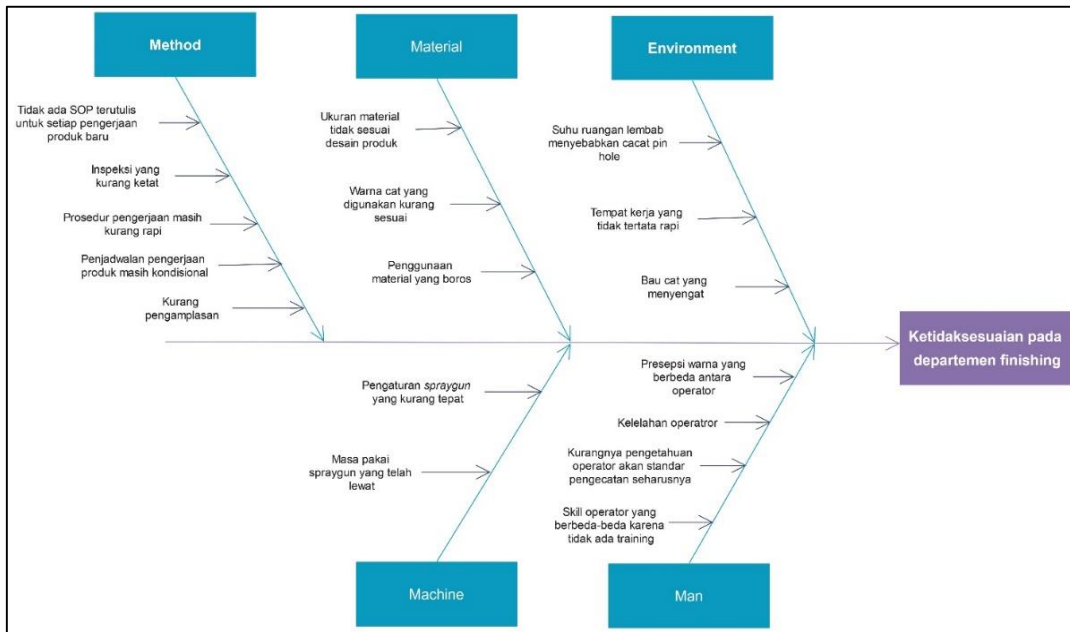 Method
Material
Environment
Tidak ada SOP terutulis
untuk setiap pengerjaan
produk baru
Inspeksi yang
kurang ketat
Prosedur pengerjaan masih
kurang rapi
Penjadwalan pengerjaan
produk masih kondisional
Kurang
pengamplasan
Ukuran material
tidak sesuai
desain produk
Warna cat yang
digunakan kurang
sesuai
Penggunaan
material yang boros
Suhu ruangan lembab
menyebabkan cacat pin
hole
Tempat kerja yang
tidak tertata rapi
Bau cat yang
menyengat
Ketidaksesuaian pada
departemen finishing
Pengaturan spraygun
yang kurang tepat
Masa pakai
spraygun yang telah
lewat
Presepsi warna yang
berbeda antara
operator
Kelelahan operatror
Kurangnya pengetahuan
operator akan standar
pengecatan seharusnya
Skill operator yang
berbeda-beda karena
tidak ada training
Machine
Man